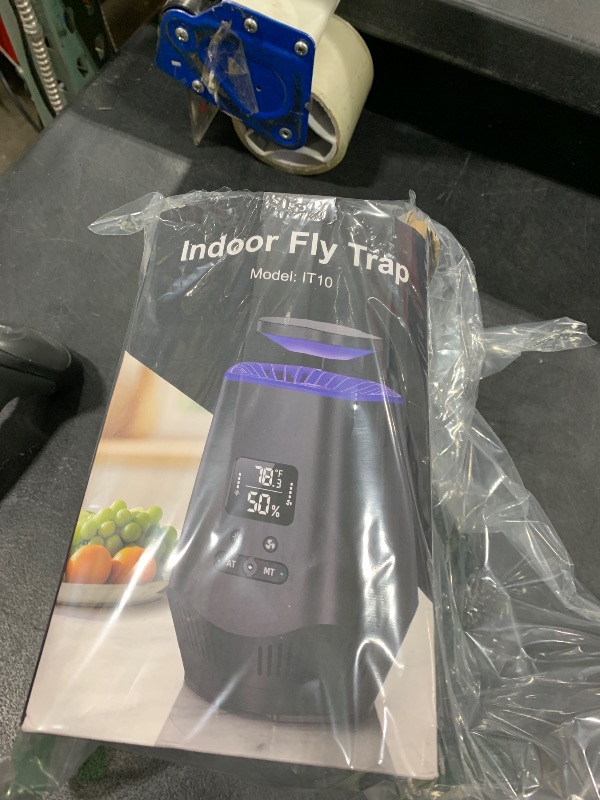 Indoor Fly Trap
Model: IT10
78.3°F
50%
AT MT